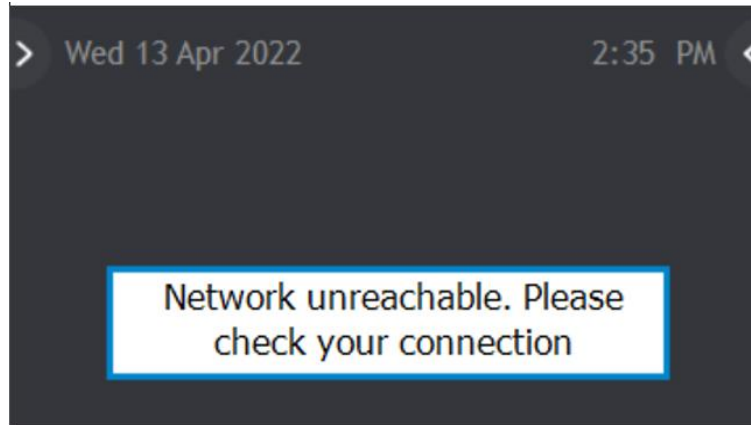 Wed 13 Apr 2022 2:35 PM
Network unreachable. Please
check your connection